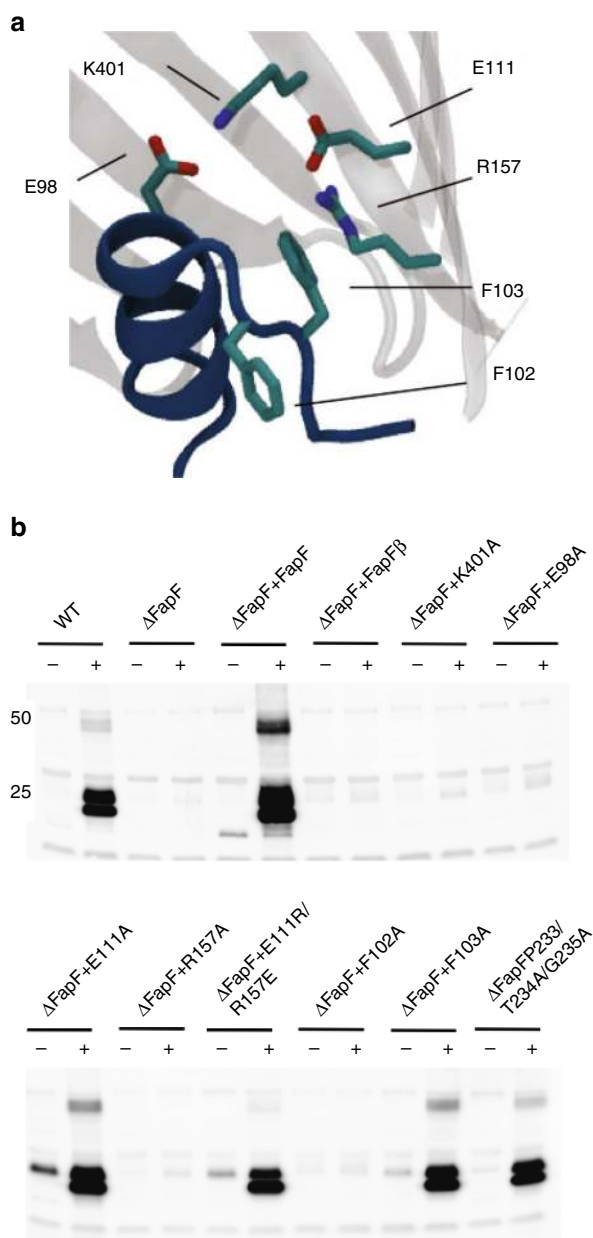 a
K401
E111
R157
E98
F103
F102
b
WT
ΔFapF
ΔFapF+FapF
ΔFapF+FapFβ
ΔFapF+K401A
ΔFapF+E98A
– + – + – + – + – + – +
50
25
ΔFapF+E111A
ΔFapF+R157A
ΔFapF+E111R/
R157E
ΔFapF+F102A
ΔFapF+F103A
ΔFapFP233/
T234A/G235A
– + – + – + – + – + – +